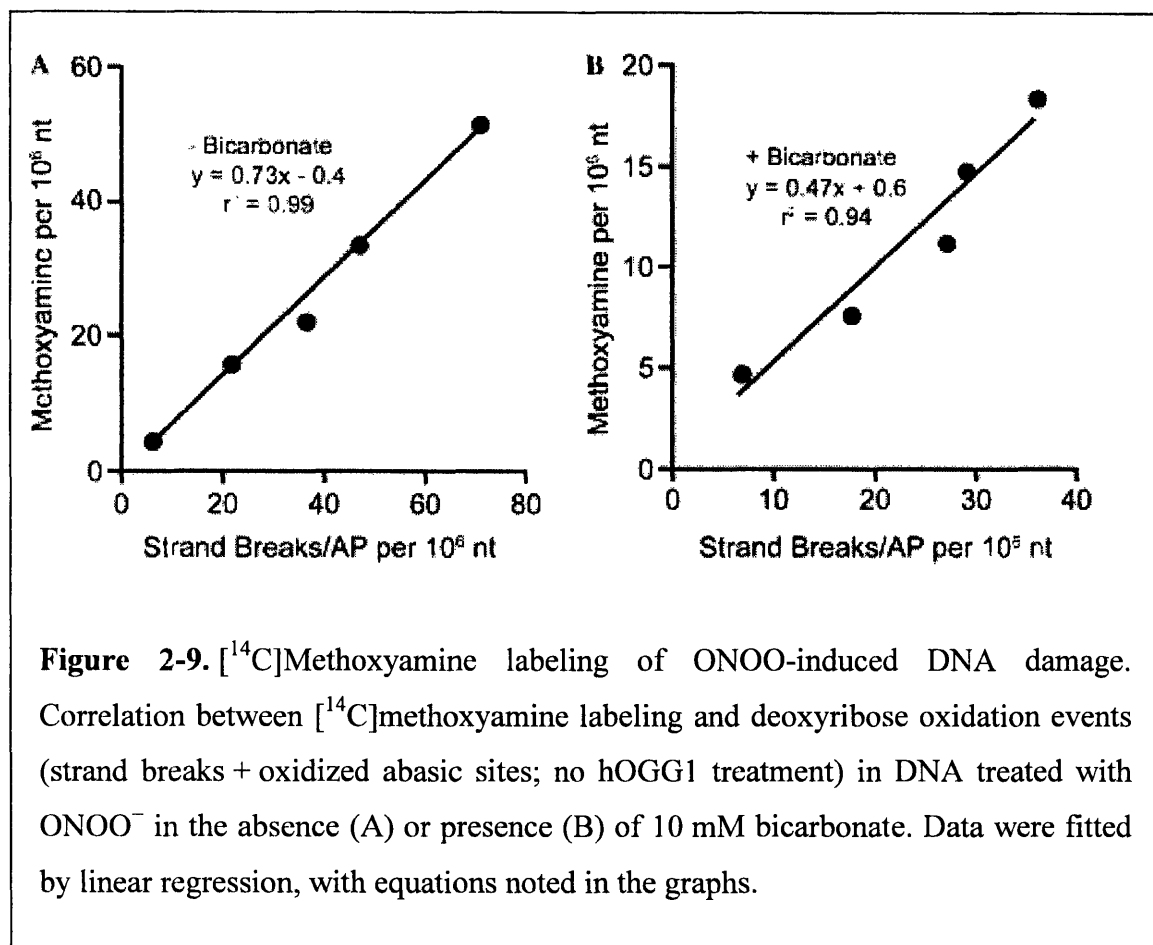 A
60
40
20
0
0 20 40 60 80
Methoxyamine per 10⁶ nt
- Bicarbonate
y = 0.73x - 0.4
r² = 0.99
Strand Breaks/AP per 10⁶ nt
B
20
15
10
5
0
0 10 20 30 40
Methoxyamine per 10⁶ nt
+ Bicarbonate
y = 0.47x + 0.6
r² = 0.94
Strand Breaks/AP per 10⁶ nt
Figure 2-9. [¹⁴C]Methoxyamine labeling of ONOO-induced DNA damage.
Correlation between [¹⁴C]methoxyamine labeling and deoxyribose oxidation events
(strand breaks + oxidized abasic sites; no hOGG1 treatment) in DNA treated with
ONOO⁻ in the absence (A) or presence (B) of 10 mM bicarbonate. Data were fitted
by linear regression, with equations noted in the graphs.